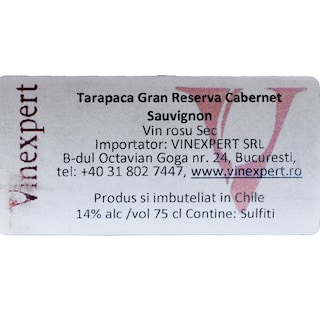 Vinexpert
Tarapaca Gran Reserva Cabernet
Sauvignon
Vin rosu Sec
Importator: VINEXPERT SRL
B-dul Octavian Goga nr. 24, Bucuresti,
tel: +40 31 802 7447, www.vinexpert.ro
Produs si imbuteliat in Chile
14% alc /vol 75 cl Contine: Sulfiti